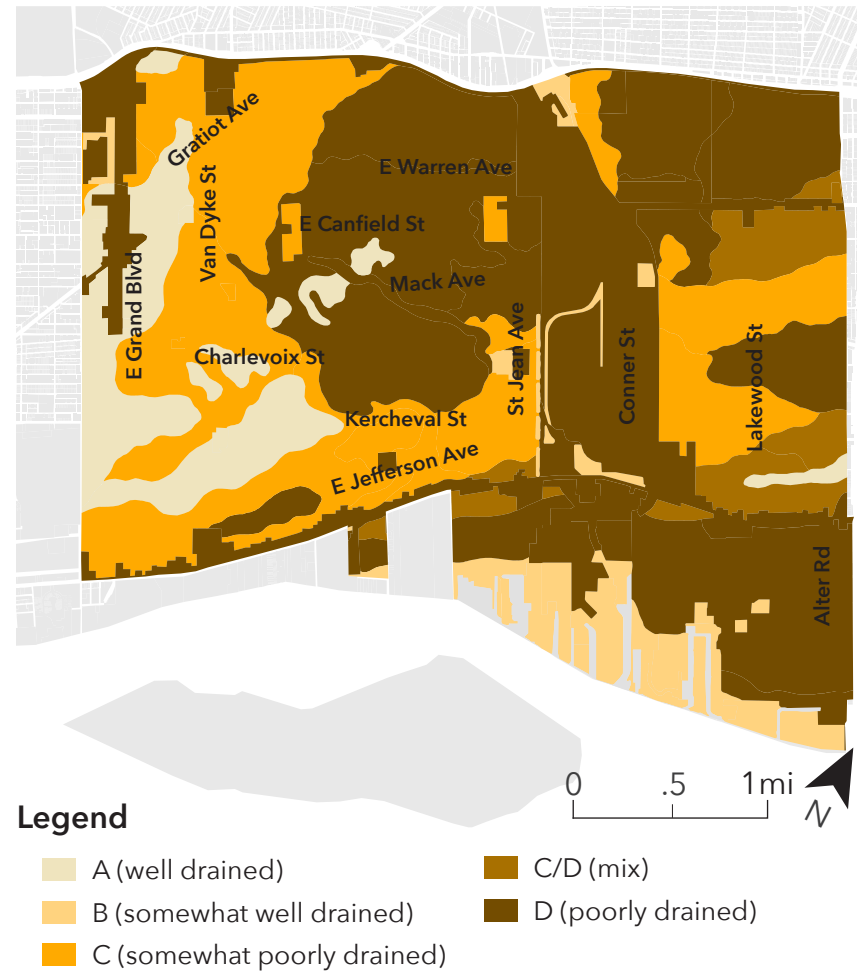 Gratiot Ave
E Warren Ave
Van Dyke St
E Canfield St
E Grand Blvd
Mack Ave
St Jean Ave
Conner St
Lakewood St
Charlevoix St
Kercheval St
E Jefferson Ave
Alter Rd
0 .5 1mi
N
Legend
A (well drained)
B (somewhat well drained)
C (somewhat poorly drained)
C/D (mix)
D (poorly drained)